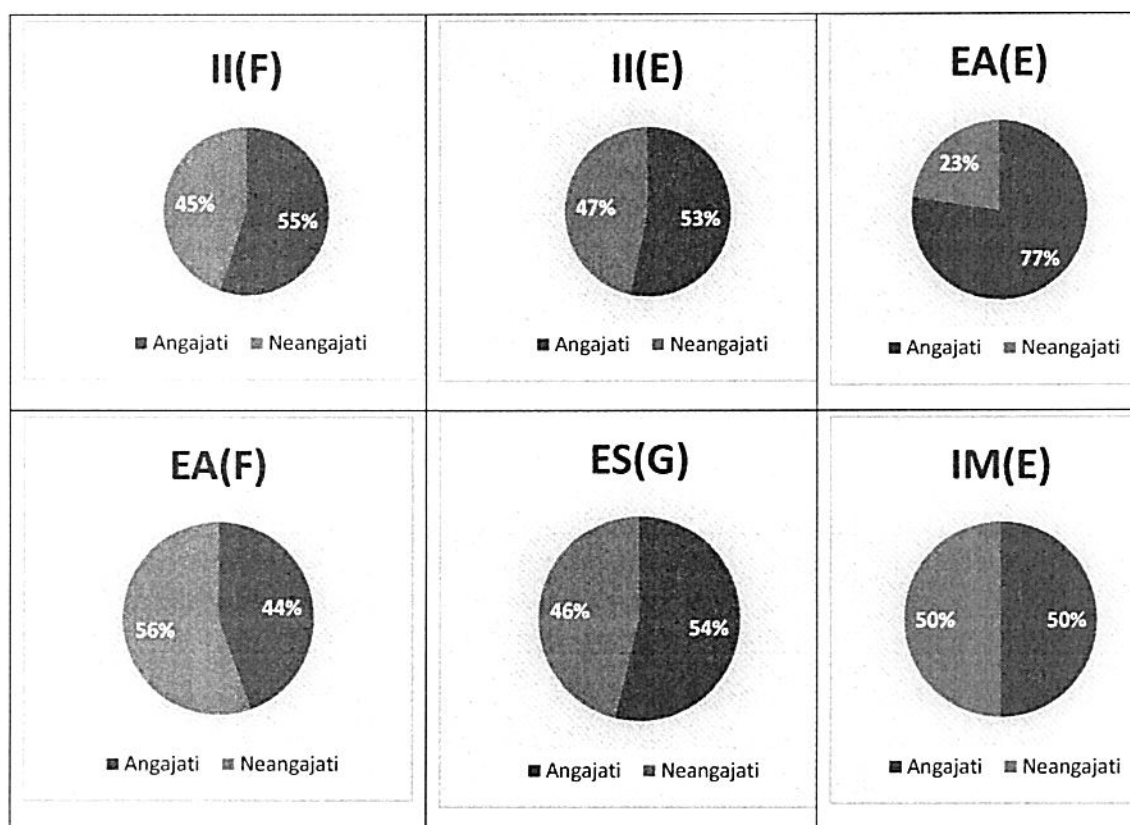 II(F)
45%
55%
Angajati Neangajati
II(E)
47%
53%
Angajati Neangajati
EA(E)
23%
77%
Angajati Neangajati
EA(F)
56%
44%
Angajati Neangajati
ES(G)
46%
54%
Angajati Neangajati
IM(E)
50%
50%
Angajati Neangajati